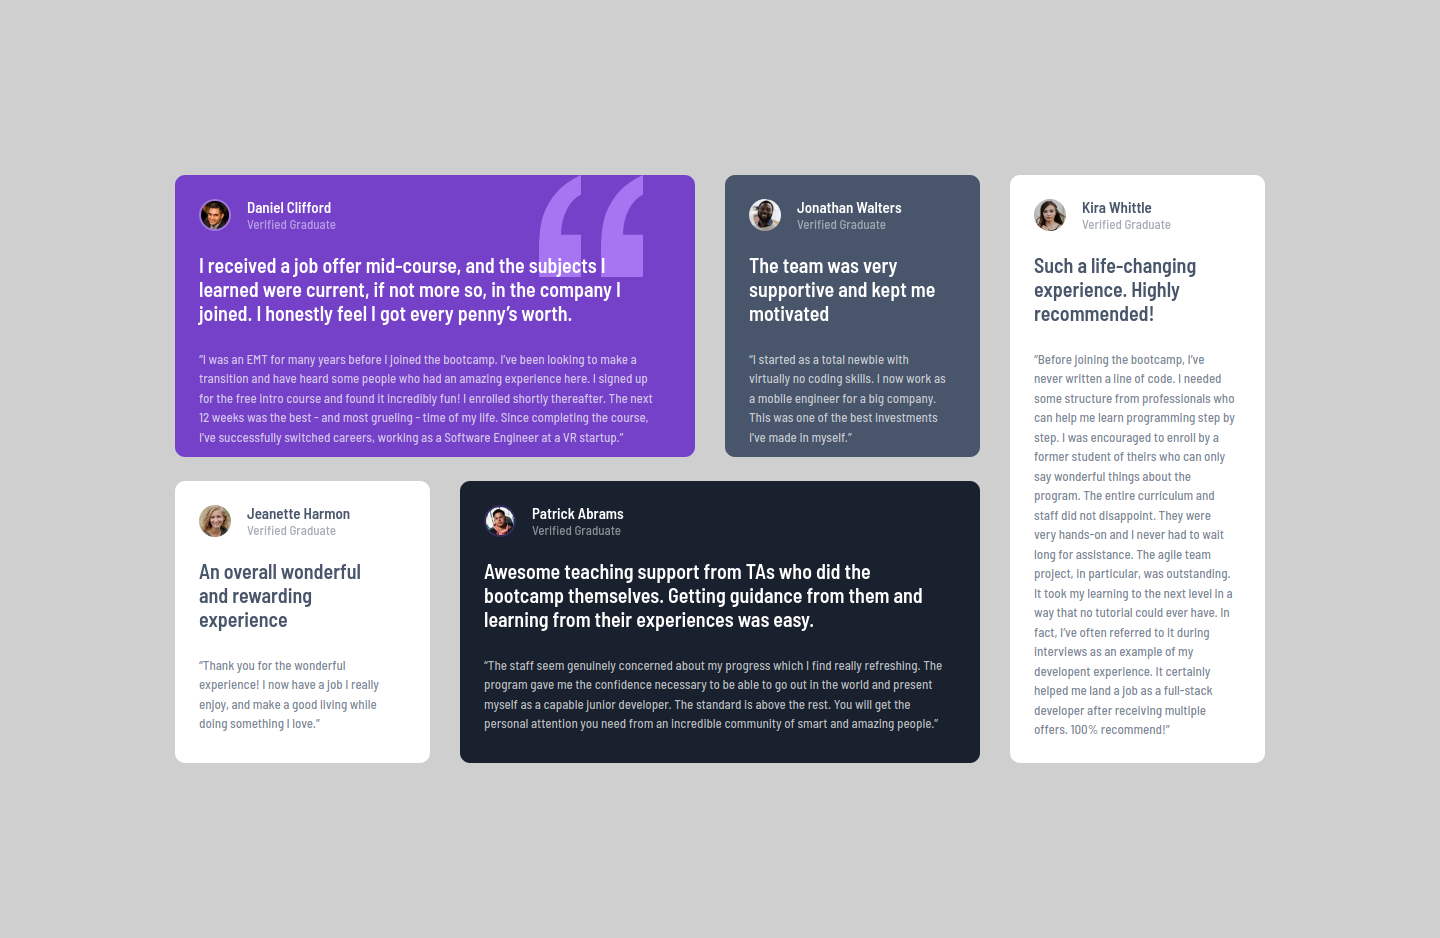 Daniel Clifford
Verified Graduate
I received a job offer mid-course, and the subjects I
learned were current, if not more so, in the company I
joined. I honestly feel I got every penny’s worth.
“I was an EMT for many years before I joined the bootcamp. I’ve been looking to make a
transition and have heard some people who had an amazing experience here. I signed up
for the free intro course and found it incredibly fun! I enrolled shortly thereafter. The next
12 weeks was the best - and most grueling - time of my life. Since completing the course,
I’ve successfully switched careers, working as a Software Engineer at a VR startup.”
Jonathan Walters
Verified Graduate
The team was very
supportive and kept me
motivated
“I started as a total newbie with
virtually no coding skills. I now work as
a mobile engineer for a big company.
This was one of the best investments
I’ve made in myself.”
Kira Whittle
Verified Graduate
Such a life-changing
experience. Highly
recommended!
“Before joining the bootcamp, I’ve
never written a line of code. I needed
some structure from professionals who
can help me learn programming step by
step. I was encouraged to enroll by a
former student of theirs who can only
say wonderful things about the
program. The entire curriculum and
staff did not disappoint. They were
very hands-on and I never had to wait
long for assistance. The agile team
project, in particular, was outstanding.
It took my learning to the next level in a
way that no tutorial could ever have. In
fact, I’ve often referred to it during
interviews as an example of my
developent experience. It certainly
helped me land a job as a full-stack
developer after receiving multiple
offers. 100% recommend!”
Jeanette Harmon
Verified Graduate
An overall wonderful
and rewarding
experience
“Thank you for the wonderful
experience! I now have a job I really
enjoy, and make a good living while
doing something I love.”
Patrick Abrams
Verified Graduate
Awesome teaching support from TAs who did the
bootcamp themselves. Getting guidance from them and
learning from their experiences was easy.
“The staff seem genuinely concerned about my progress which I find really refreshing. The
program gave me the confidence necessary to be able to go out in the world and present
myself as a capable junior developer. The standard is above the rest. You will get the
personal attention you need from an incredible community of smart and amazing people.”